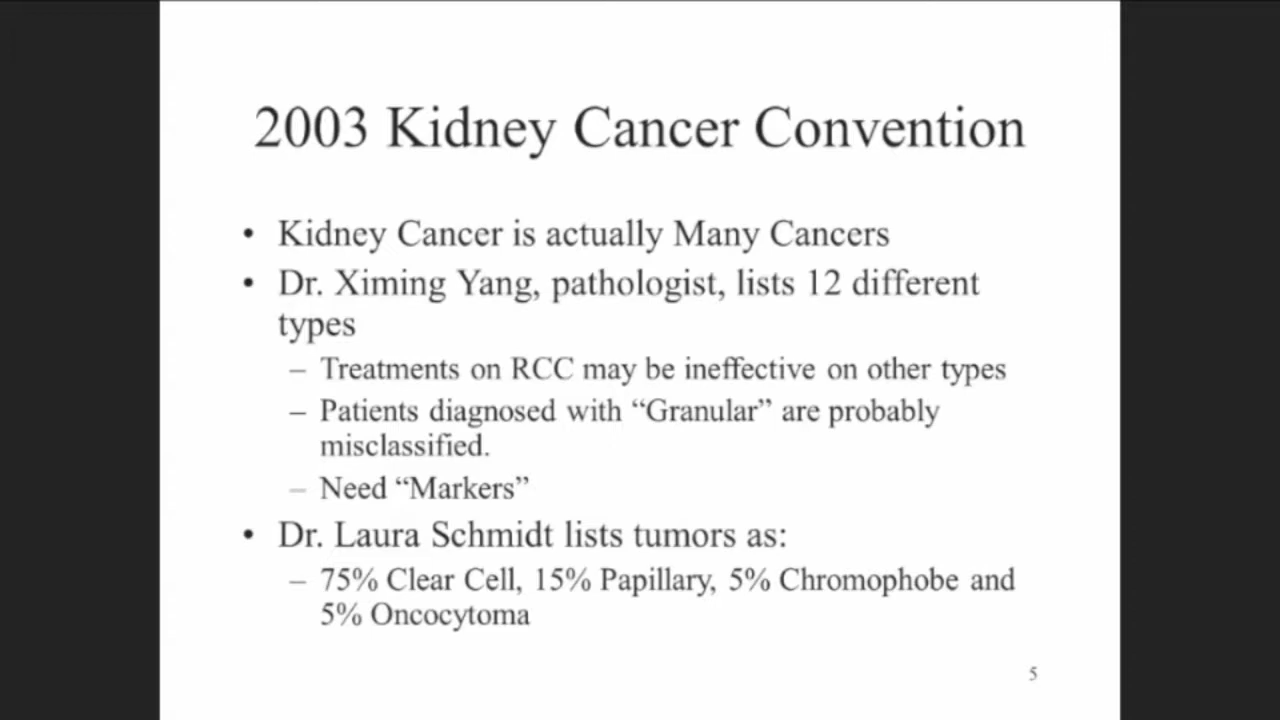 2003 Kidney Cancer Convention
• Kidney Cancer is actually Many Cancers
• Dr. Ximing Yang, pathologist, lists 12 different
types
– Treatments on RCC may be ineffective on other types
– Patients diagnosed with “Granular” are probably
misclassified.
– Need “Markers”
• Dr. Laura Schmidt lists tumors as:
– 75% Clear Cell, 15% Papillary, 5% Chromophobe and
5% Oncocytoma
5